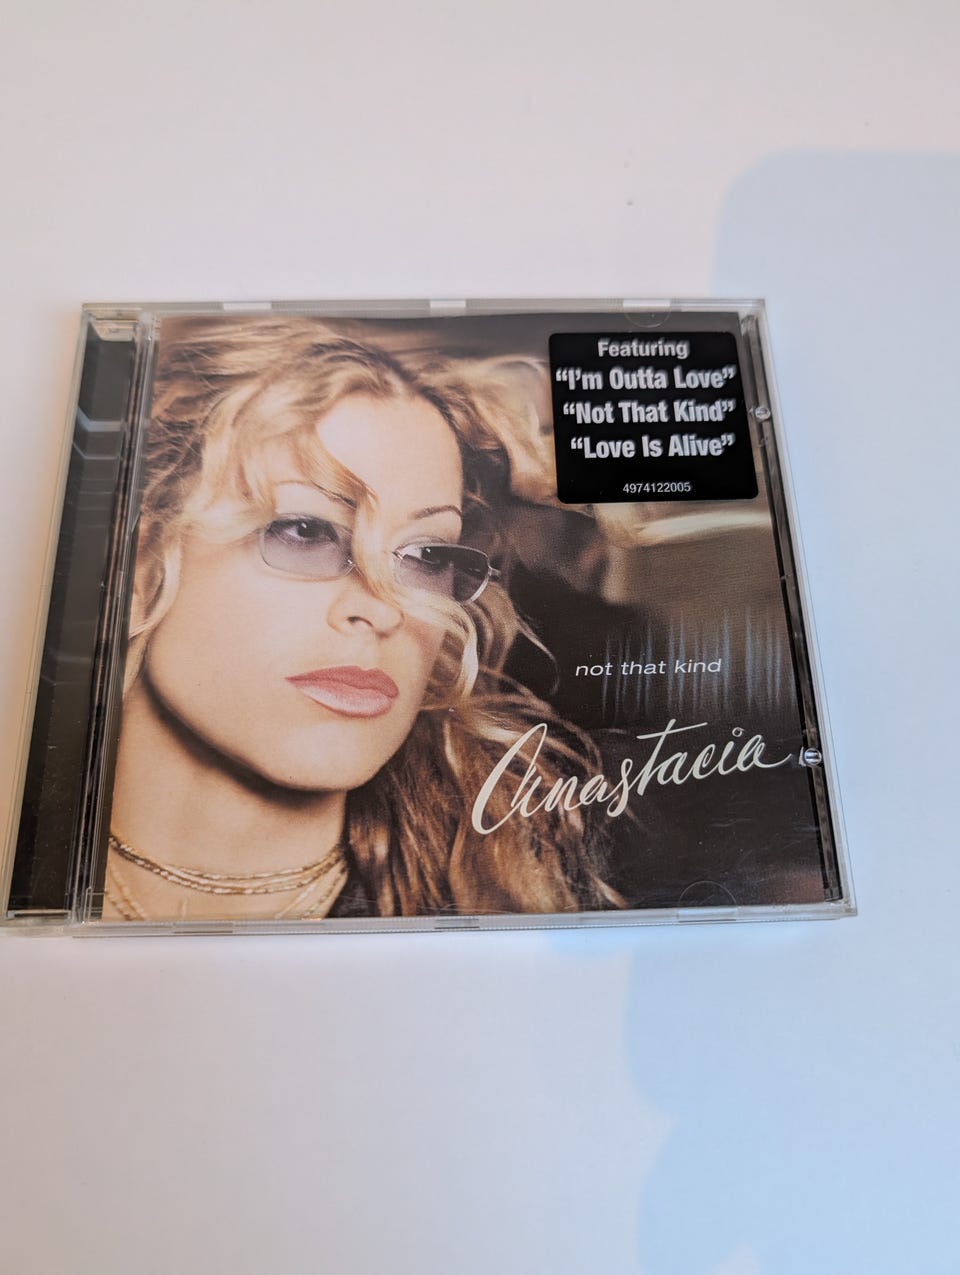 Featuring
“I’m Outta Love”
“Not That Kind”
“Love Is Alive”
4974122005
not that kind
Anastacia